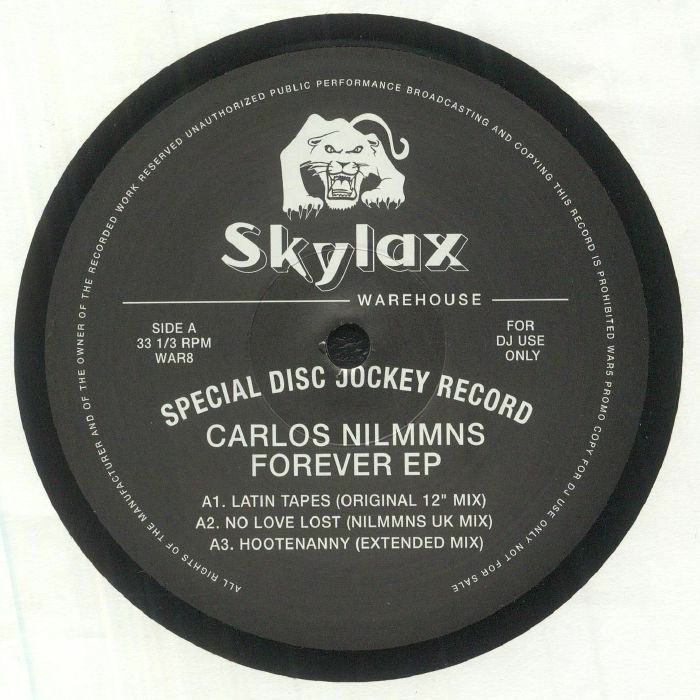 ALL RIGHTS OF THE MANUFACTURER AND OF THE OWNER OF THE RECORDED WORK RESERVED UNAUTHORIZED PUBLIC PERFORMANCE BROADCASTING AND COPYING THIS RECORD IS PROHIBITED WAR5 PROMO COPY FOR DJ USE ONLY NOT FOR SALE
Skylax
WAREHOUSE
SIDE A
33 1/3 RPM
WAR8
FOR
DJ USE
ONLY
SPECIAL DISC JOCKEY RECORD
CARLOS NILMMNS
FOREVER EP
A1. LATIN TAPES (ORIGINAL 12" MIX)
A2. NO LOVE LOST (NILMMNS UK MIX)
A3. HOOTENANNY (EXTENDED MIX)